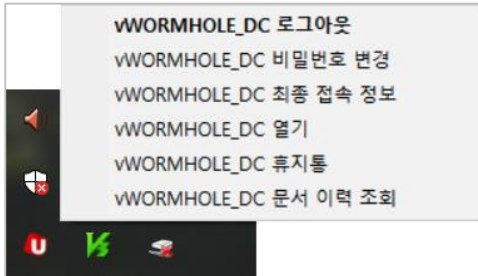 vWORMHOLE_DC 로그아웃
vWORMHOLE_DC 비밀번호 변경
vWORMHOLE_DC 최종 접속 정보
vWORMHOLE_DC 열기
vWORMHOLE_DC 휴지통
vWORMHOLE_DC 문서 이력 조회
U V3